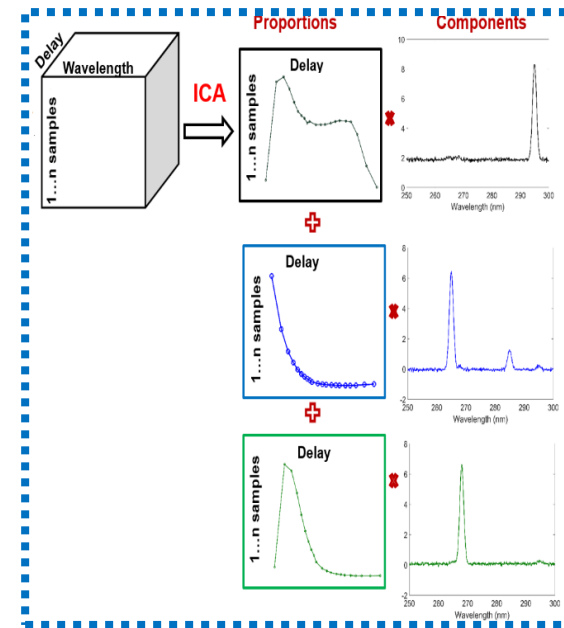 Proportions
Components
Delay
Wavelength
1...n samples
ICA
Delay
1...n samples
10
8
6
4
2
0
250 260 270 280 290 300
Wavelength (nm)
Delay
1...n samples
8
6
4
2
0
-2
250 260 270 280 290 300
Wavelength (nm)
Delay
1...n samples
8
6
4
2
0
-2
250 260 270 280 290 300
Wavelength (nm)